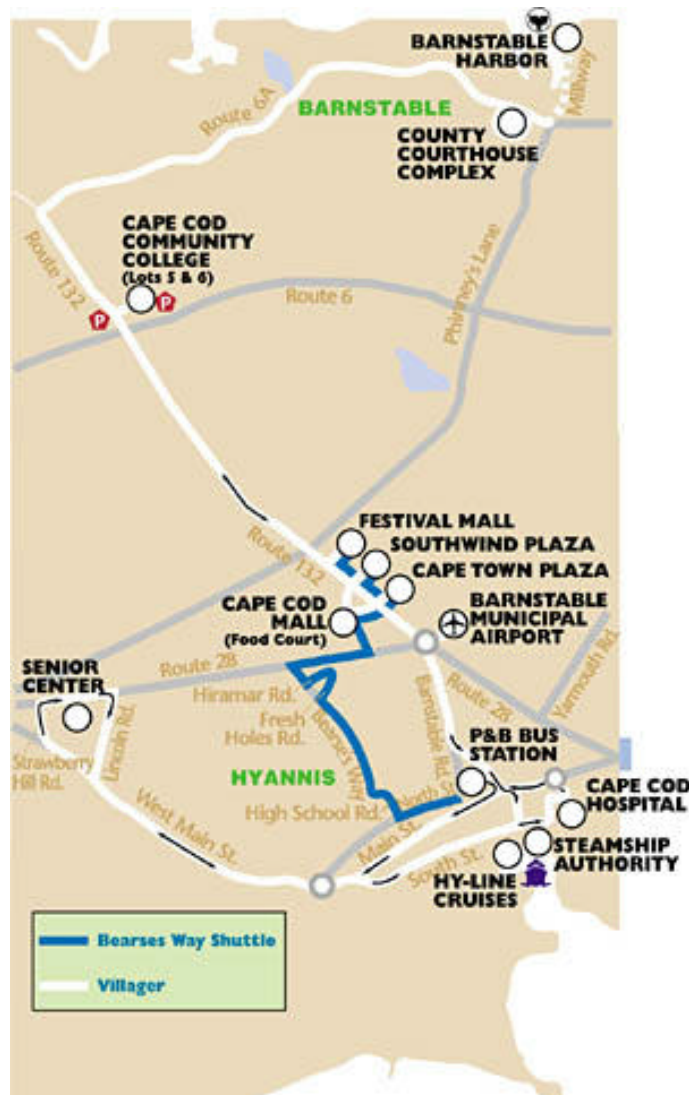 BARNSTABLE
HARBOR
Millway
Route 6A
BARNSTABLE
COUNTY
COURTHOUSE
COMPLEX
CAPE COD
COMMUNITY
COLLEGE
(Lots 5 & 6)
Route 132
P
P
Route 6
Phinney's Lane
FESTIVAL MALL
SOUTHWIND PLAZA
Route 132
CAPE TOWN PLAZA
CAPE COD
MALL
(Food Court)
BARNSTABLE
MUNICIPAL
AIRPORT
SENIOR
CENTER
Route 28
Route 28
Yarmouth Rd.
Hiramar Rd.
Fresh
Holes Rd.
Bearse's Way
Barnstable Rd.
Lincoln Rd.
Strawberry
Hill Rd.
P&B BUS
STATION
HYANNIS
North St
High School Rd.
CAPE COD
HOSPITAL
West Main St.
Main St.
South St.
STEAMSHIP
AUTHORITY
HY-LINE
CRUISES
Bearses Way Shuttle
Villager